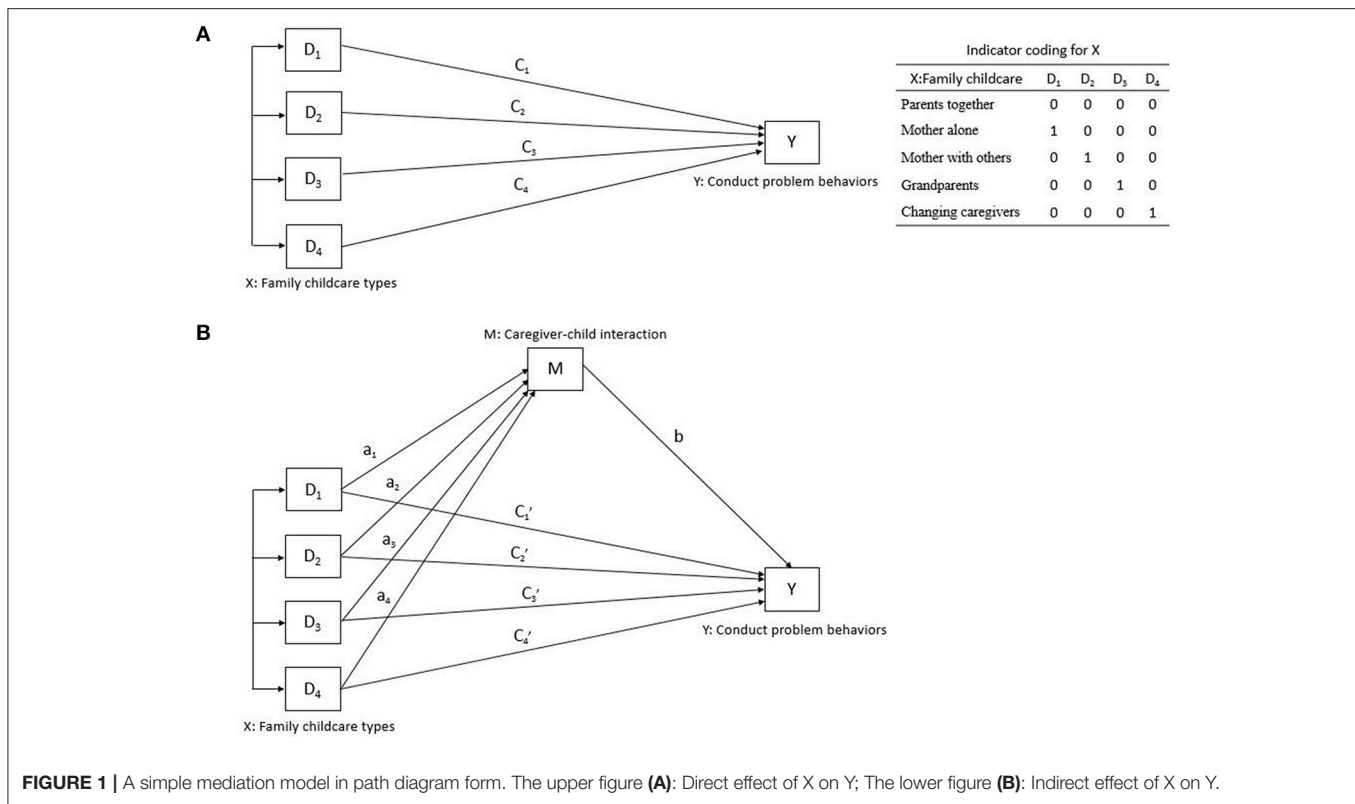 A
D₁
C₁
D₂
C₂
Y
D₃
C₃
Y: Conduct problem behaviors
C₄
D₄
X: Family childcare types
Indicator coding for X
X:Family childcare D₁ D₂ D₃ D₄
Parents together 0 0 0 0
Mother alone 1 0 0 0
Mother with others 0 1 0 0
Grandparents 0 0 1 0
Changing caregivers 0 0 0 1
B
M: Caregiver-child interaction
M
b
a₁
D₁
a₂
C₁'
a₃
D₂
C₂'
Y
a₄
D₃
C₃'
Y: Conduct problem behaviors
C₄'
D₄
X: Family childcare types
FIGURE 1 | A simple mediation model in path diagram form. The upper figure (A): Direct effect of X on Y; The lower figure (B): Indirect effect of X on Y.